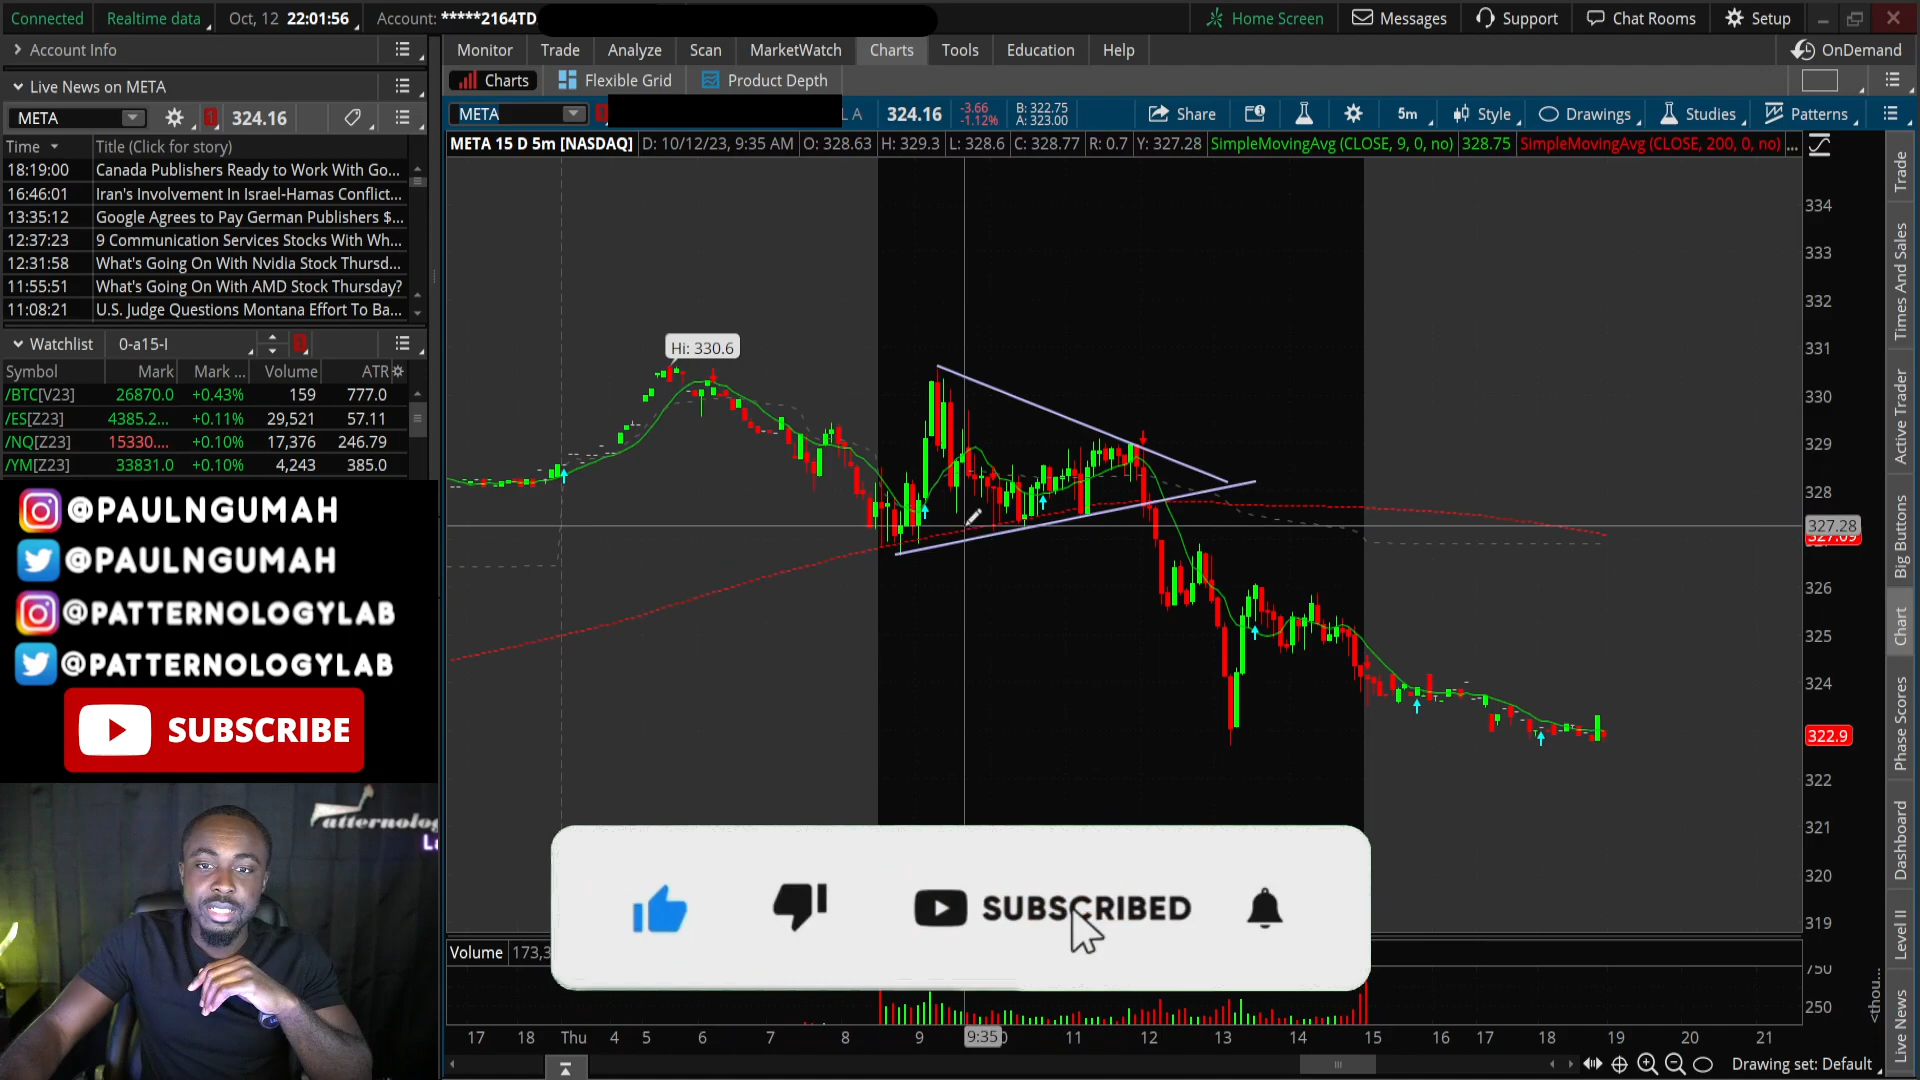 Connected Realtime data Oct, 12 22:01:56 Account: *****2164TD Home Screen Messages Support Chat Rooms Setup
Account Info
Monitor Trade Analyze Scan MarketWatch Charts Tools Education Help OnDemand
Live News on META
Charts Flexible Grid Product Depth
META 324.16
META L A 324.16 -3.66 -1.12% B: 322.75 A: 323.00 Share 5m Style Drawings Studies Patterns
Time Title (Click for story)
META 15 D 5m [NASDAQ] D: 10/12/23, 9:35 AM O: 328.63 H: 329.3 L: 328.6 C: 328.77 R: 0.7 Y: 327.28 SimpleMovingAvg (CLOSE, 9, 0, no) 328.75 SimpleMovingAvg (CLOSE, 200, 0, no) ...
18:19:00 Canada Publishers Ready to Work With Go...
16:46:01 Iran's Involvement In Israel-Hamas Conflict...
13:35:12 Google Agrees to Pay German Publishers $...
12:37:23 9 Communication Services Stocks With Wh...
12:31:58 What's Going On With Nvidia Stock Thursd...
11:55:51 What's Going On With AMD Stock Thursday?
11:08:21 U.S. Judge Questions Montana Effort To Ba...
Watchlist 0-a15-I
Symbol Mark Mark ... Volume ATR
/BTC[V23] 26870.0 +0.43% 159 777.0
/ES[Z23] 4385.2... +0.11% 29,521 57.11
/NQ[Z23] 15330.... +0.10% 17,376 246.79
/YM[Z23] 33831.0 +0.10% 4,243 385.0
@PAULNGUMAH
@PAULNGUMAH
@PATTERNOLOGYLAB
@PATTERNOLOGYLAB
SUBSCRIBE
atternolo
Hi: 330.6
334
333
332
331
330
329
328
327.28
327.09
326
325
324
322.9
322
321
320
319
Trade
Times And Sales
Active Trader
Big Buttons
Chart
Phase Scores
Dashboard
Level II
Live News
SUBSCRIBED
Volume 173,3
750
250
<thou...
17 18 Thu 4 5 6 7 8 9 9:35 11 12 13 14 15 16 17 18 19 20 21
Drawing set: Default